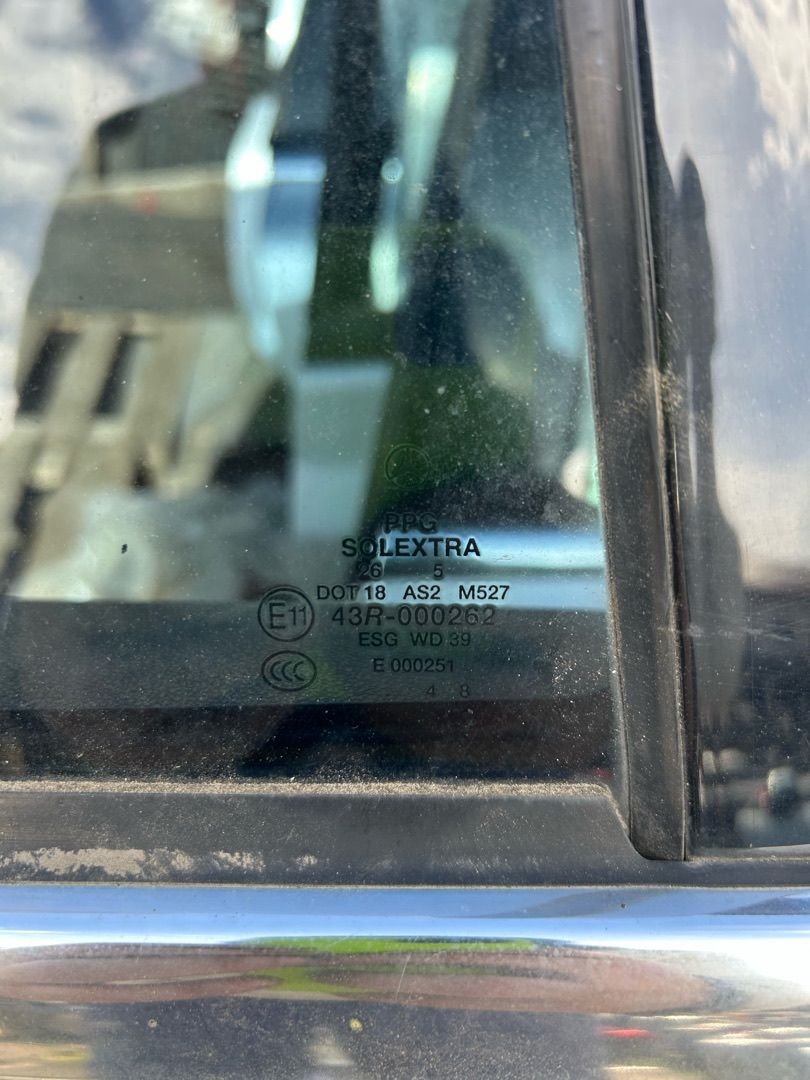 PPG
SOLEXTRA
26 5
DOT 18 AS2 M527
E11 43R-000262
ESG WD 39
CCC E 000251
4 8